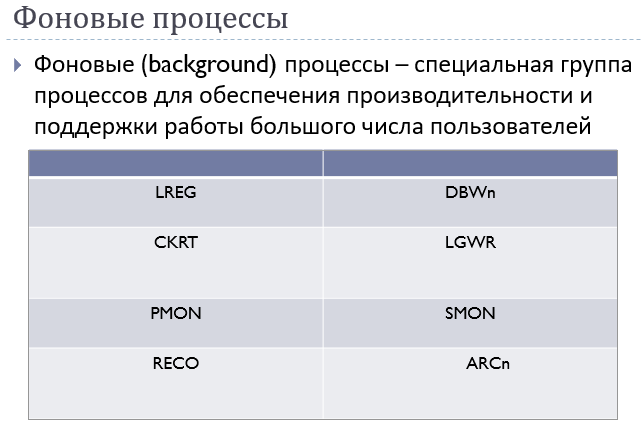 Фоновые процессы
Фоновые (background) процессы – специальная группа
процессов для обеспечения производительности и
поддержки работы большого числа пользователей
LREG DBWn
CKRT LGWR
PMON SMON
RECO ARCn